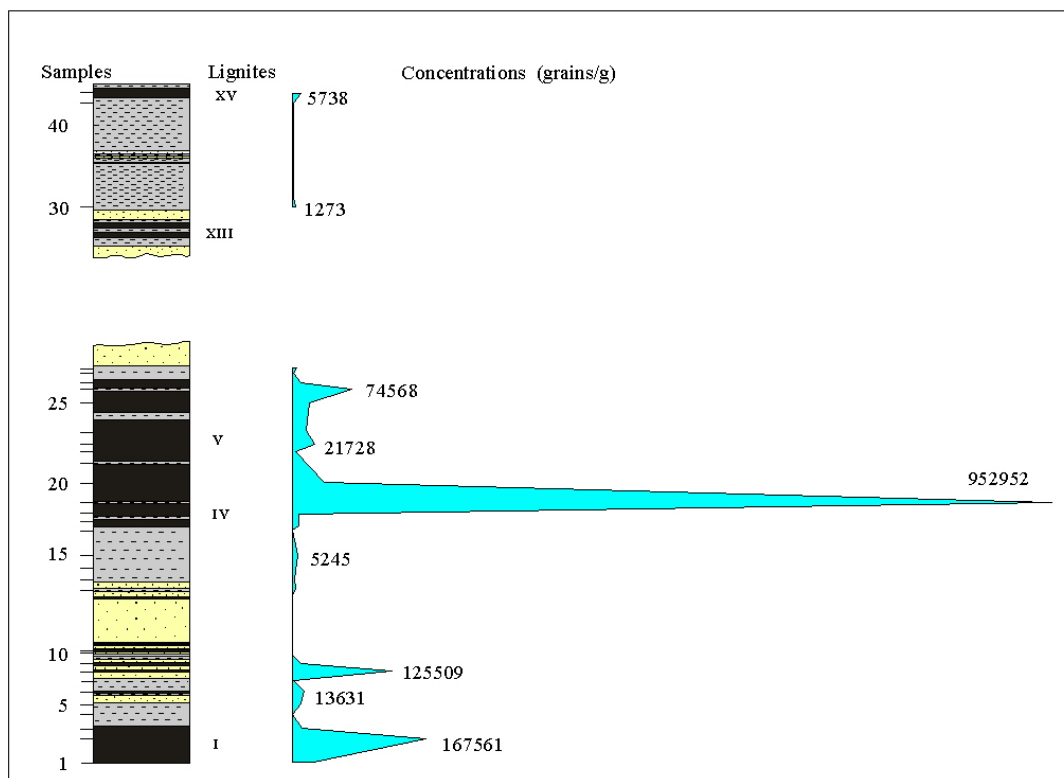 Samples Lignites Concentrations (grains/g)
XV 5738
40
30 1273
XIII
74568
25
V 21728
20 952952
IV
15 5245
10
125509
5 13631
I 167561
1